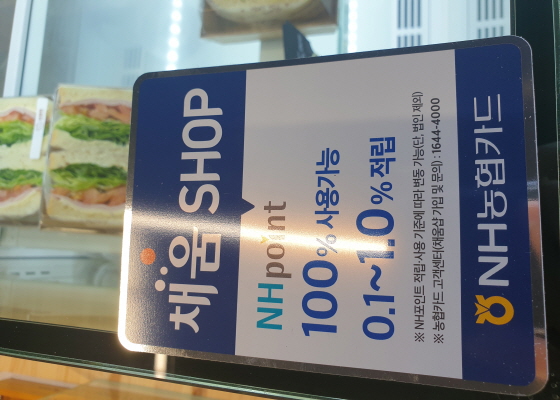 채움 SHOP
NHpoint
100% 사용가능
0.1~1.0% 적립
※ NH포인트 적립·사용 기준에 따라 변동 가능(단, 법인 제외)
※ 농협카드 고객센터(채움샵 가입 및 문의) : 1644-4000
NH농협카드